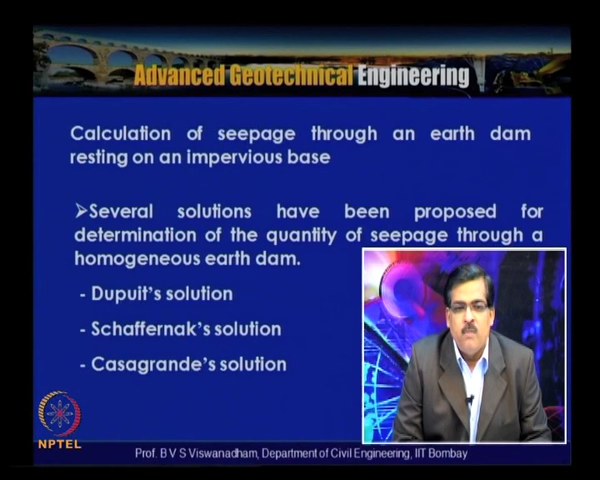 Advanced Geotechnical Engineering
Calculation of seepage through an earth dam
resting on an impervious base
➢Several solutions have been proposed for
determination of the quantity of seepage through a
homogeneous earth dam.
- Dupuit's solution
- Schaffernak's solution
- Casagrande's solution
NPTEL
Prof. B V S Viswanadham, Department of Civil Engineering, IIT Bombay